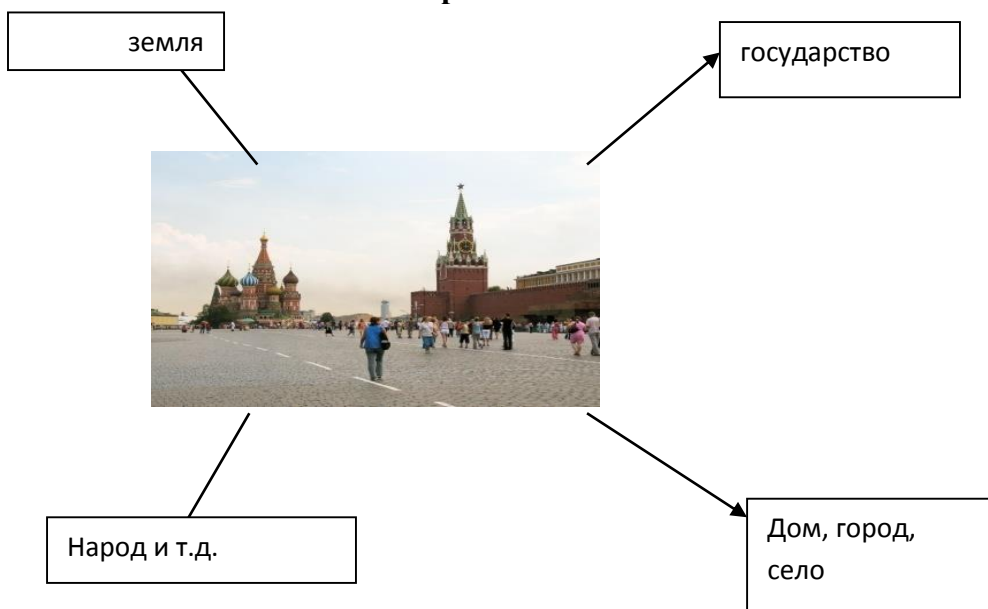 земля
государство
Народ и т.д.
Дом, город,
село